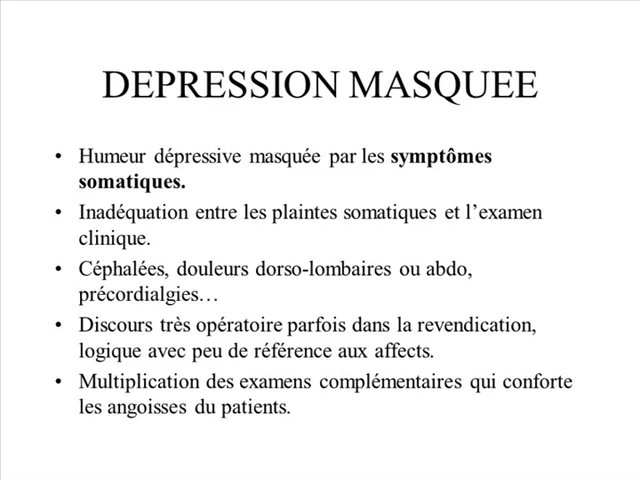 DEPRESSION MASQUEE
• Humeur dépressive masquée par les symptômes
somatiques.
• Inadéquation entre les plaintes somatiques et l’examen
clinique.
• Céphalées, douleurs dorso-lombaires ou abdo,
précordialgies…
• Discours très opératoire parfois dans la revendication,
logique avec peu de référence aux affects.
• Multiplication des examens complémentaires qui conforte
les angoisses du patients.